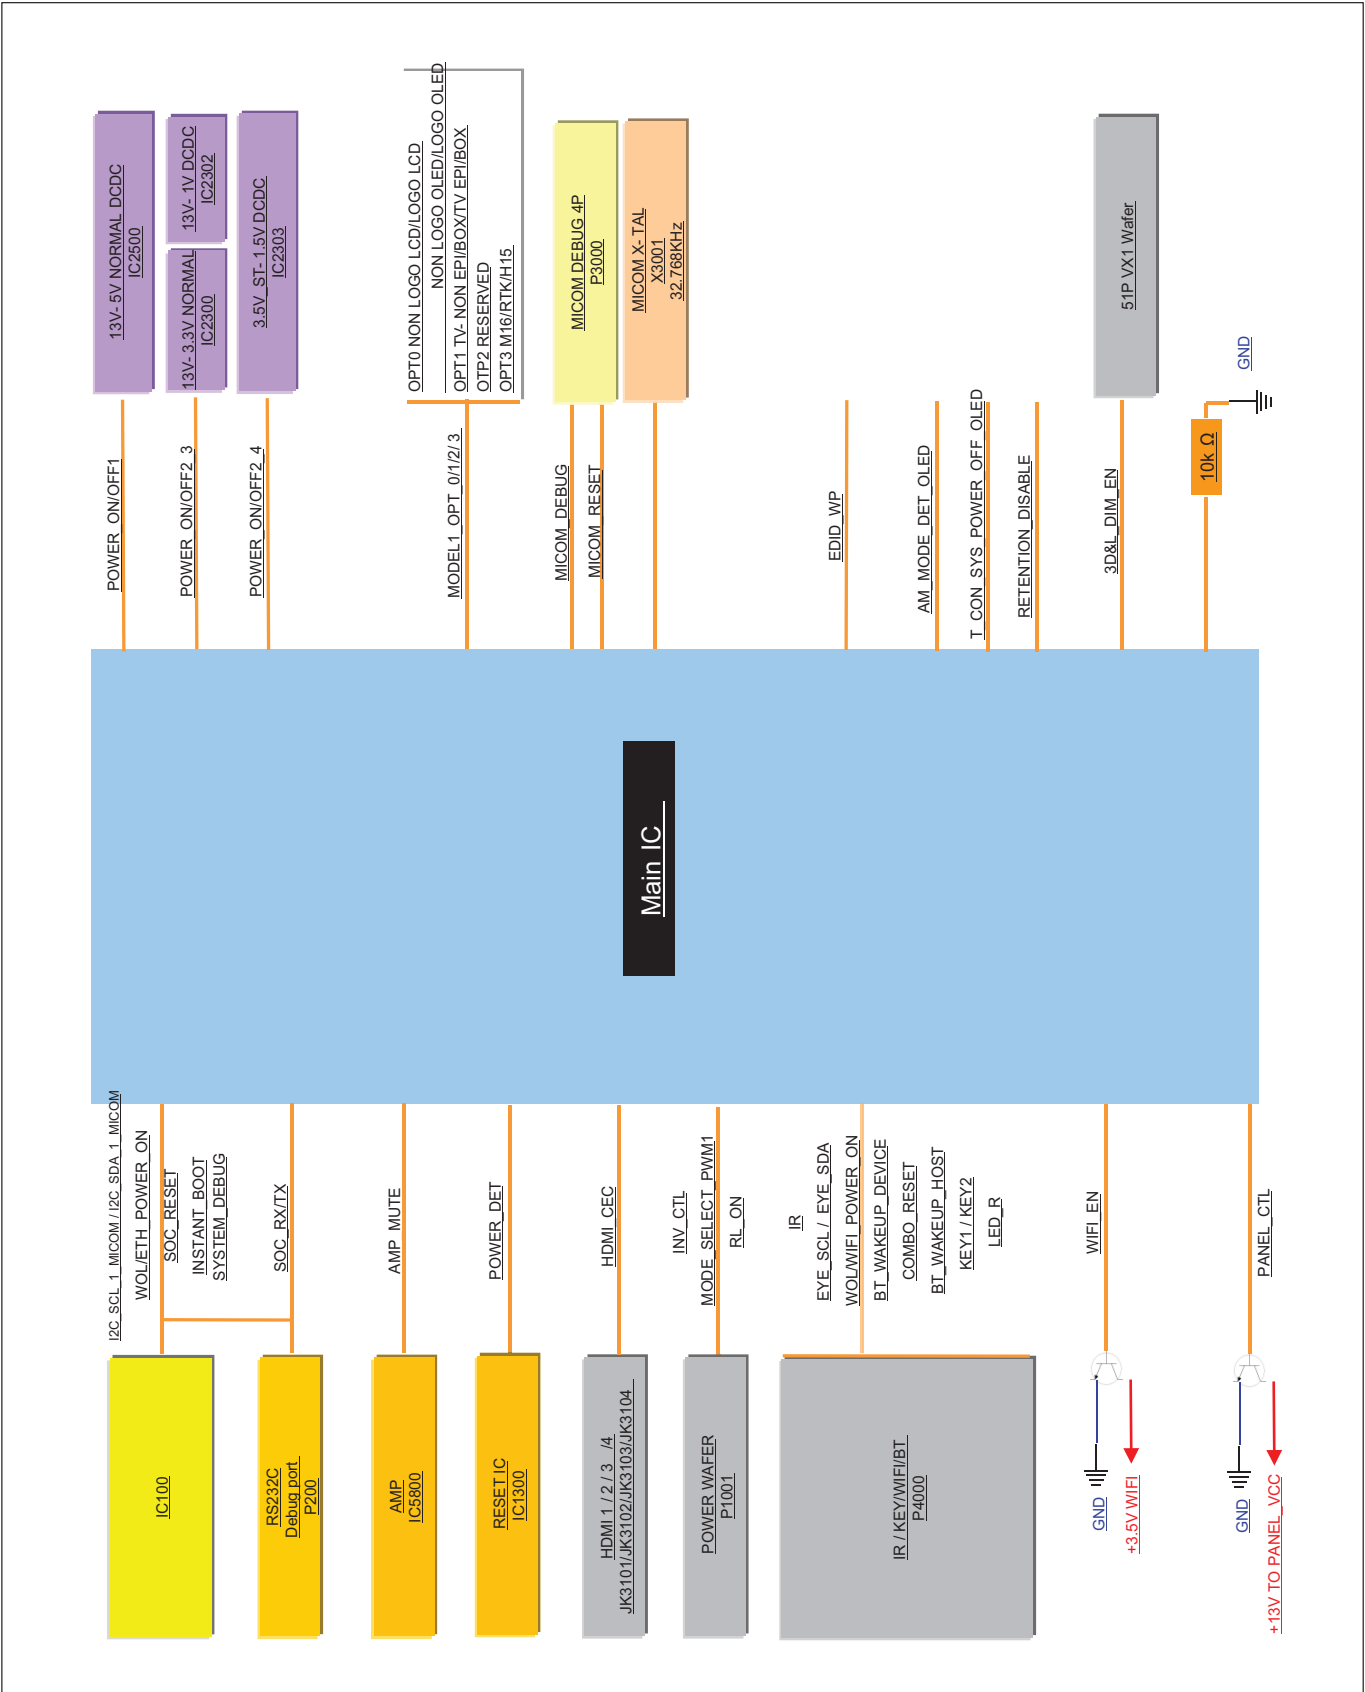 I2C_SCL_1_MICOM / I2C_SDA_1_MICOM
WOL/ETH_POWER_ON
SOC_RESET
INSTANT_BOOT
SYSTEM_DEBUG
IC100
SOC_RX/TX
RS232C
Debug port
P200
AMP_MUTE
AMP
IC5800
POWER_DET
RESET IC
IC1300
HDMI_CEC
HDMI 1 / 2 / 3 /4
JK3101/JK3102/JK3103/JK3104
INV_CTL
MODE_SELECT_PWM1
RL_ON
POWER WAFER
P1001
IR
EYE_SCL / EYE_SDA
WOL/WIFI_POWER_ON
BT_WAKEUP_DEVICE
COMBO_RESET
BT_WAKEUP_HOST
KEY1 / KEY2
LED_R
IR / KEY/WIFI/BT
P4000
WIFI_EN
GND
+3.5V WIFI
PANEL_CTL
GND
+13V TO PANEL_VCC
Main IC
13V- 5V NORMAL DCDC
IC2500
POWER_ON/OFF1
13V- 3.3V NORMAL
IC2300
13V- 1V DCDC
IC2302
POWER_ON/OFF2_3
3.5V_ST- 1.5V DCDC
IC2303
POWER_ON/OFF2_4
OPT0 NON LOGO LCD/LOGO LCD
NON LOGO OLED/LOGO OLED
OPT1 TV- NON EPI/BOX/TV EPI/BOX
OTP2 RESERVED
OPT3 M16/RTK/H15
MODEL1_OPT_0/1/2/ 3
MICOM DEBUG 4P
P3000
MICOM_DEBUG
MICOM_RESET
MICOM X- TAL
X3001
32.768KHz
EDID_WP
AM_MODE_DET_OLED
T_CON_SYS_POWER_OFF_OLED
RETENTION_DISABLE
51P VX1 Wafer
3D&L_DIM_EN
10k Ω
GND